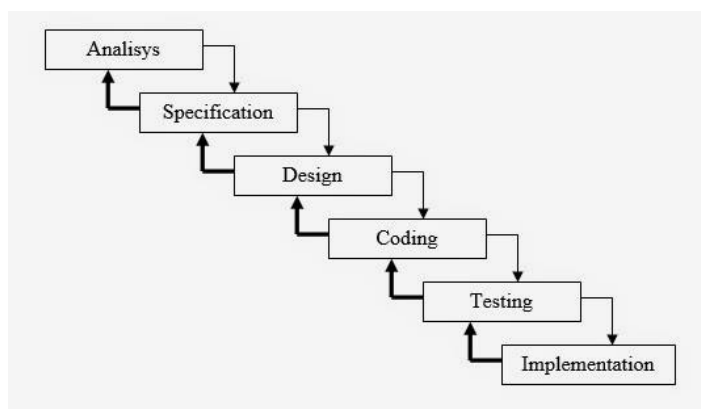 Analisys
Specification
Design
Coding
Testing
Implementation